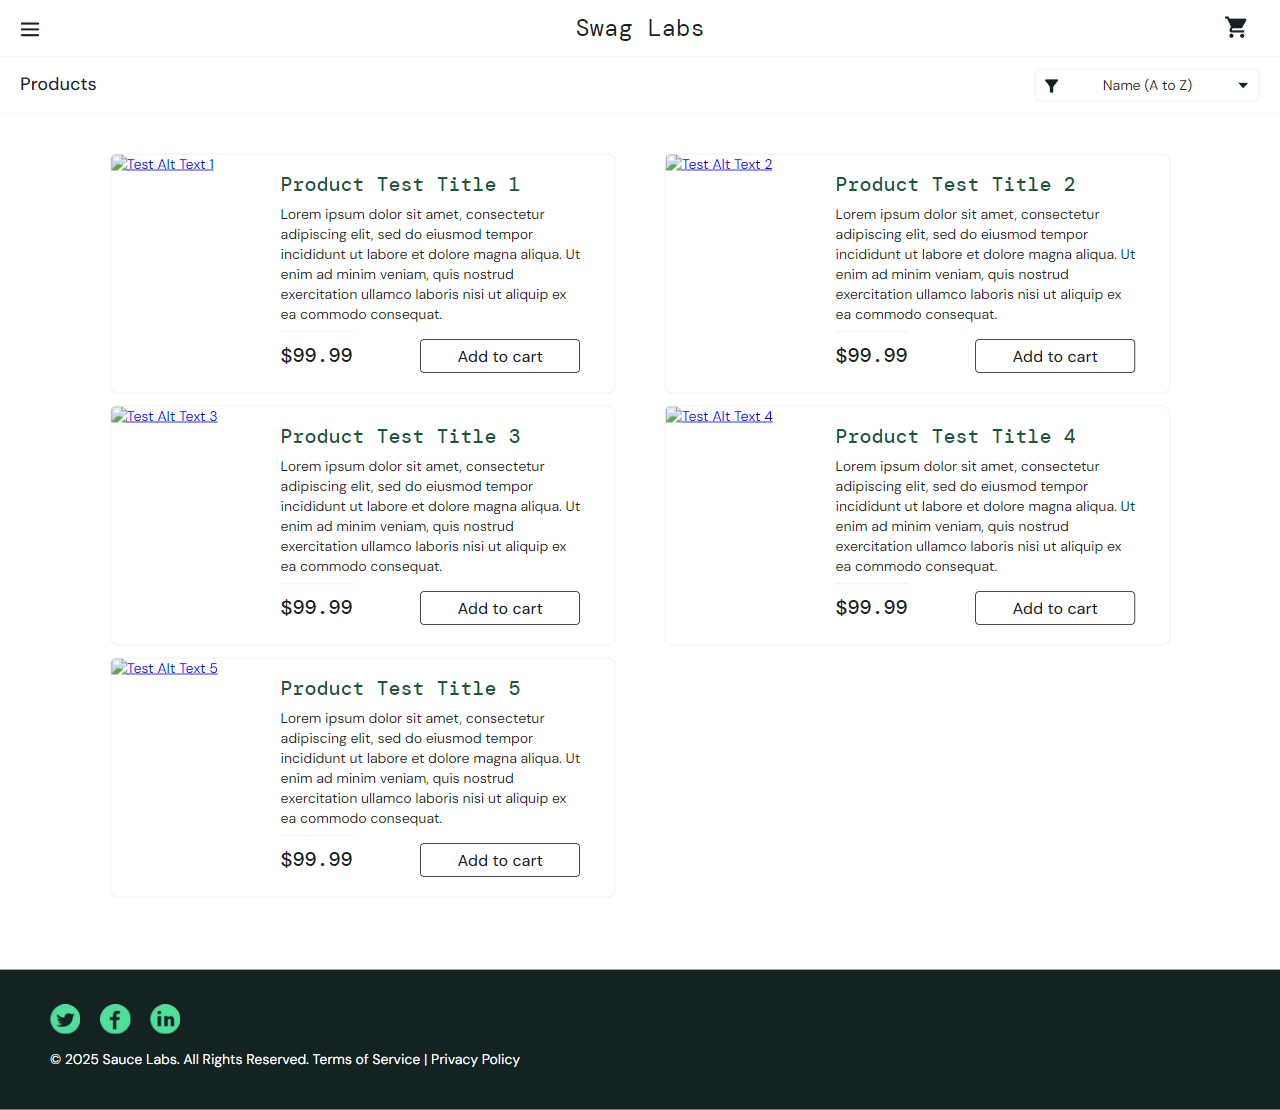 Swag Labs
Products
Name (A to Z)
Test Alt Text 1
Product Test Title 1
Lorem ipsum dolor sit amet, consectetur
adipiscing elit, sed do eiusmod tempor
incididunt ut labore et dolore magna aliqua. Ut
enim ad minim veniam, quis nostrud
exercitation ullamco laboris nisi ut aliquip ex
ea commodo consequat.
$99.99
Add to cart
Test Alt Text 2
Product Test Title 2
Lorem ipsum dolor sit amet, consectetur
adipiscing elit, sed do eiusmod tempor
incididunt ut labore et dolore magna aliqua. Ut
enim ad minim veniam, quis nostrud
exercitation ullamco laboris nisi ut aliquip ex
ea commodo consequat.
$99.99
Add to cart
Test Alt Text 3
Product Test Title 3
Lorem ipsum dolor sit amet, consectetur
adipiscing elit, sed do eiusmod tempor
incididunt ut labore et dolore magna aliqua. Ut
enim ad minim veniam, quis nostrud
exercitation ullamco laboris nisi ut aliquip ex
ea commodo consequat.
$99.99
Add to cart
Test Alt Text 4
Product Test Title 4
Lorem ipsum dolor sit amet, consectetur
adipiscing elit, sed do eiusmod tempor
incididunt ut labore et dolore magna aliqua. Ut
enim ad minim veniam, quis nostrud
exercitation ullamco laboris nisi ut aliquip ex
ea commodo consequat.
$99.99
Add to cart
Test Alt Text 5
Product Test Title 5
Lorem ipsum dolor sit amet, consectetur
adipiscing elit, sed do eiusmod tempor
incididunt ut labore et dolore magna aliqua. Ut
enim ad minim veniam, quis nostrud
exercitation ullamco laboris nisi ut aliquip ex
ea commodo consequat.
$99.99
Add to cart
© 2025 Sauce Labs. All Rights Reserved. Terms of Service | Privacy Policy